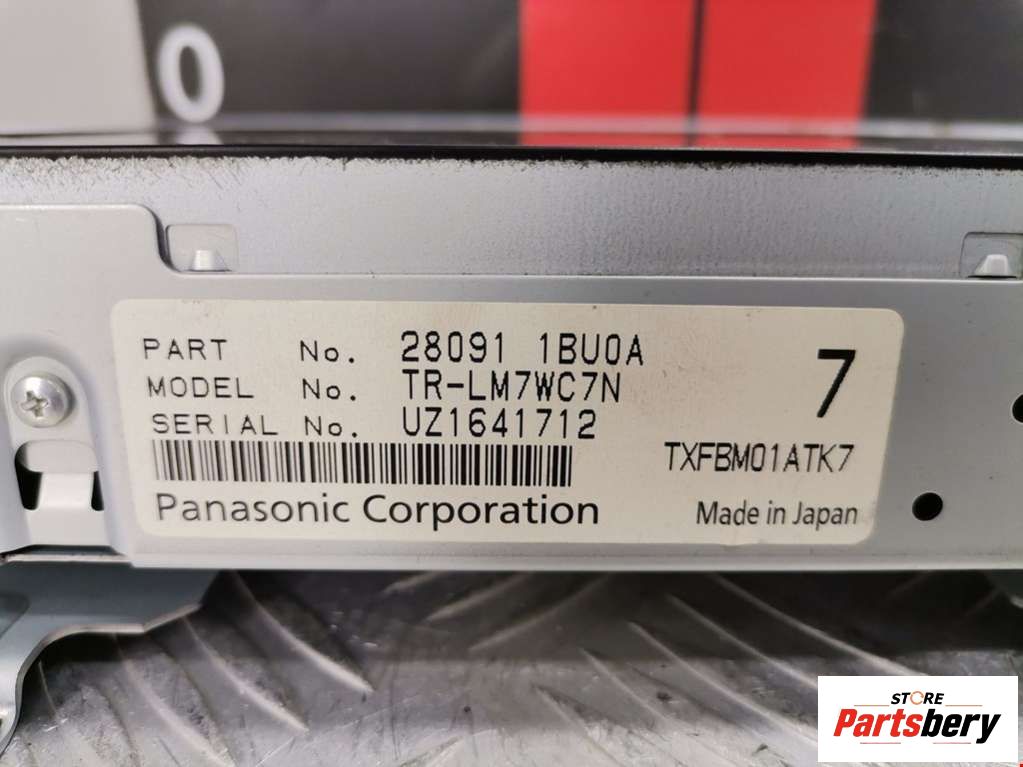 0
PART No. 28091 1BU0A
MODEL No. TR-LM7WC7N
SERIAL No. UZ1641712
7
TXFBM01ATK7
Panasonic Corporation
Made in Japan
STORE
Partsbery